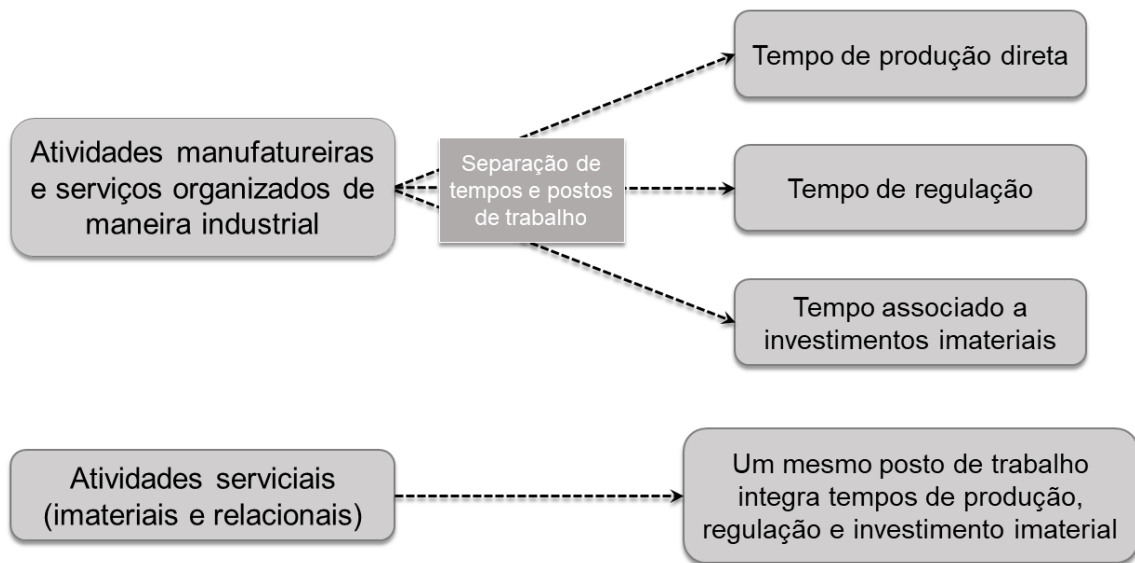 Tempo de produção direta
Atividades manufatureiras
e serviços organizados de
maneira industrial
Separação de
tempos e postos
de trabalho
Tempo de regulação
Tempo associado a
investimentos imateriais
Atividades serviciais
(imateriais e relacionais)
Um mesmo posto de trabalho
integra tempos de produção,
regulação e investimento imaterial